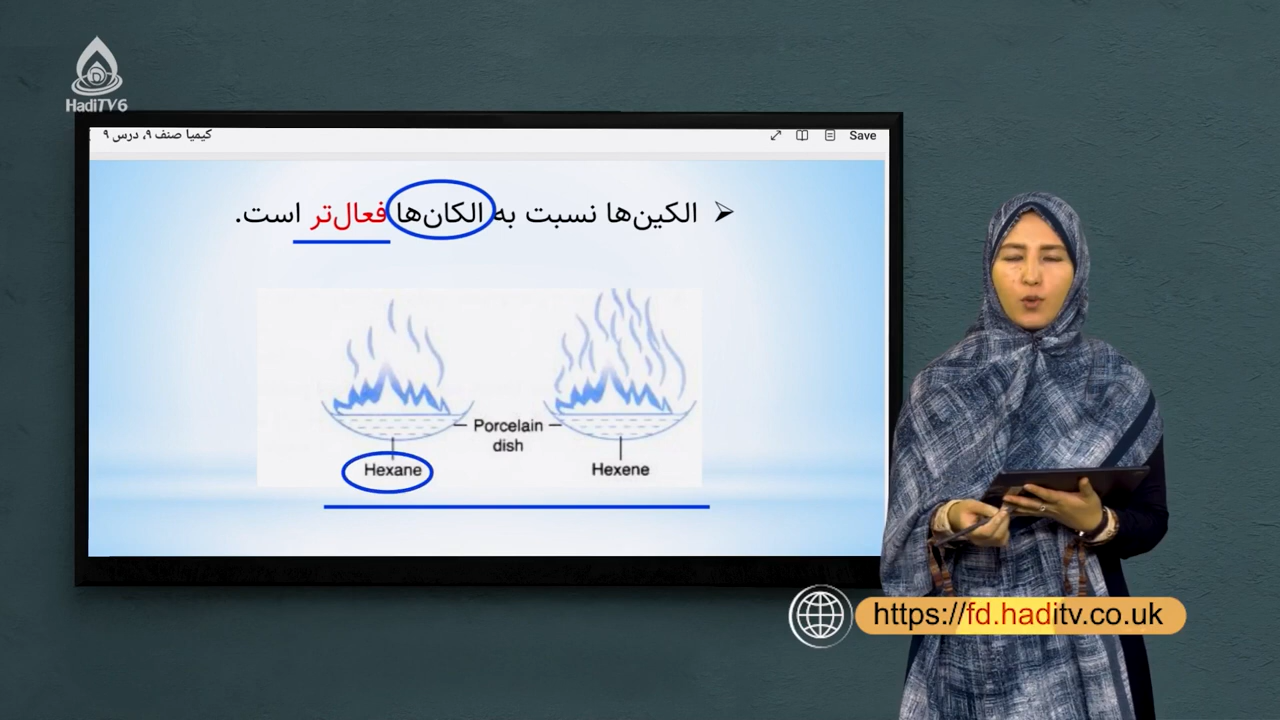 HadiTV6
کیمیا صنف ۹، درس ۹
Save
الکین‌ها نسبت به الکان‌ها فعال‌تر است.
Porcelain
dish
Hexane
Hexene
https://fd.haditv.co.uk